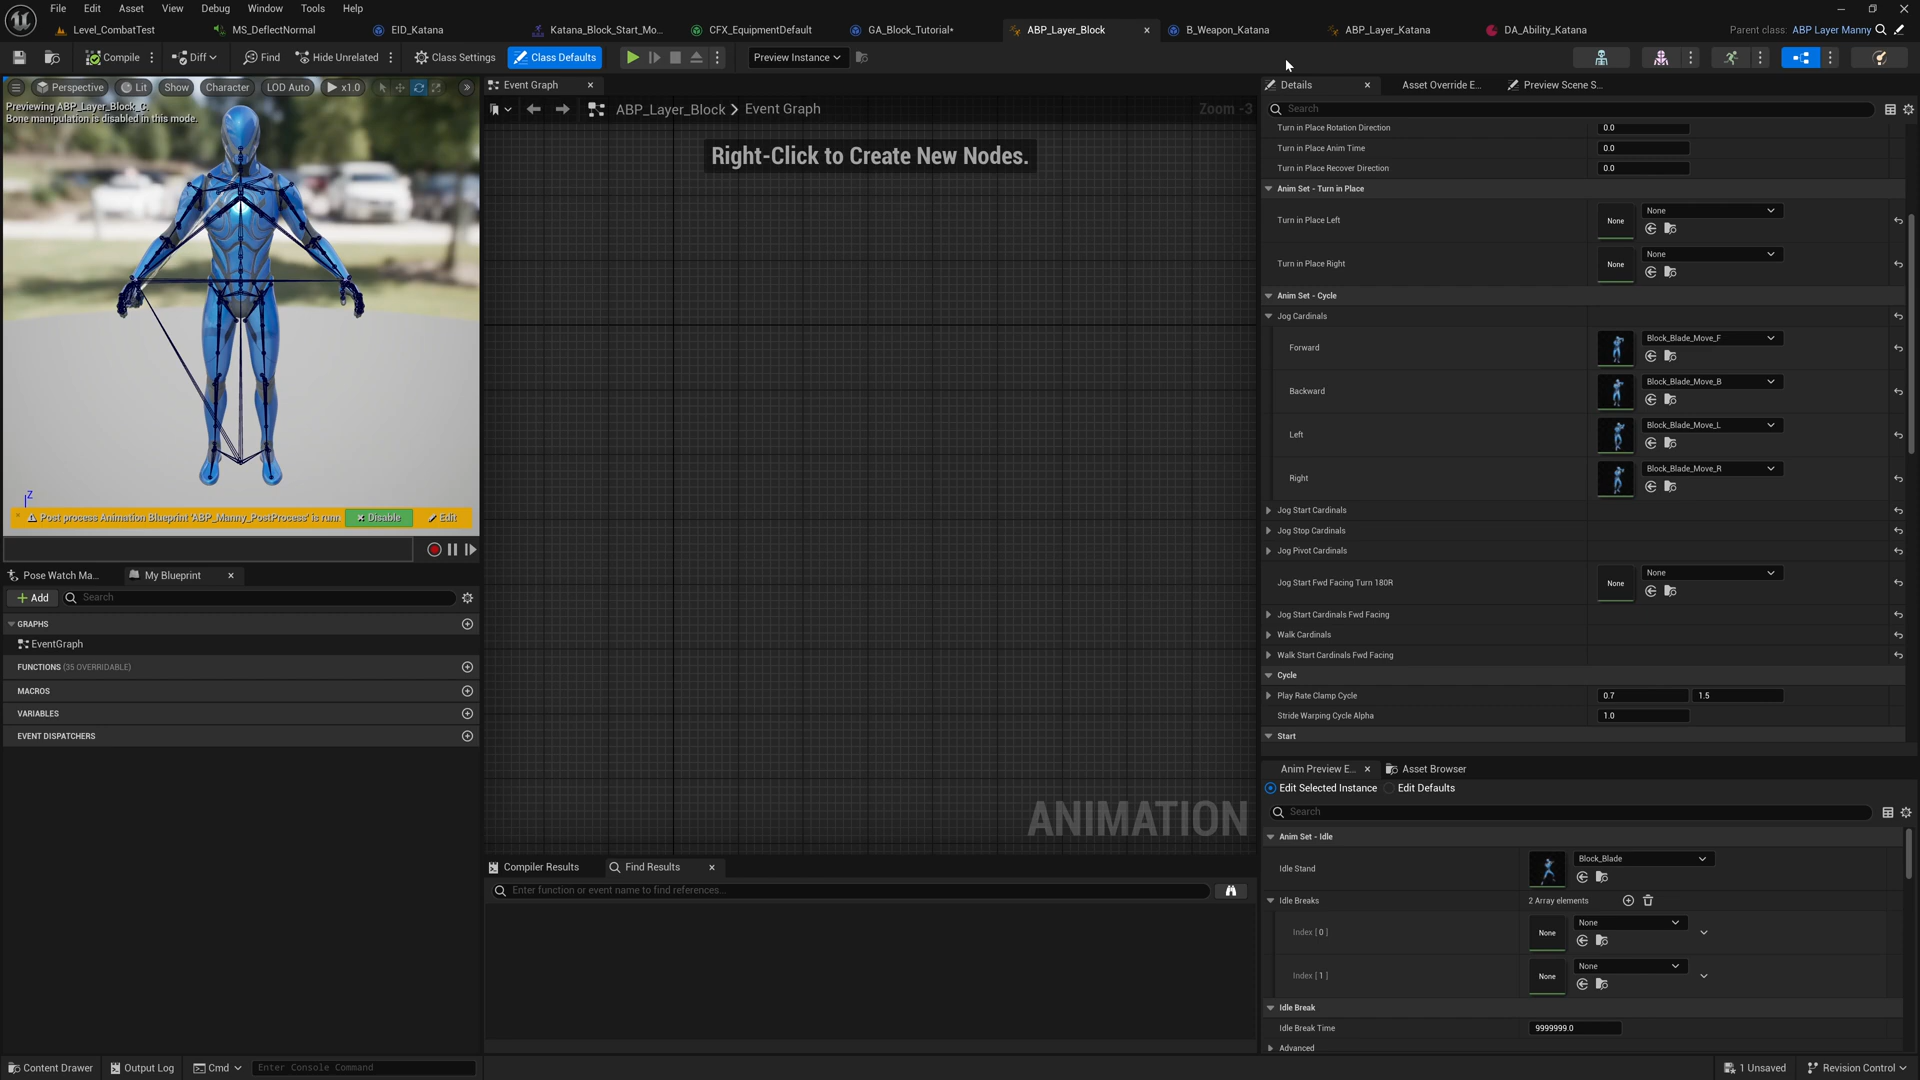 File Edit Asset View Debug Window Tools Help
Level_CombatTest MS_DeflectNormal EID_Katana Katana_Block_Start_Mo... CFX_EquipmentDefault GA_Block_Tutorial* ABP_Layer_Block B_Weapon_Katana ABP_Layer_Katana DA_Ability_Katana Parent class: ABP Layer Manny
Compile Diff Find Hide Unrelated Class Settings Class Defaults Preview Instance
Perspective Lit Show Character LOD Auto x1.0
Previewing ABP_Layer_Block_C.
Bone manipulation is disabled in this mode.
Z
Post process Animation Blueprint 'ABP_Manny_PostProcess' is runn Disable Edit
Pose Watch Ma... My Blueprint
Add Search
GRAPHS
EventGraph
FUNCTIONS (35 OVERRIDABLE)
MACROS
VARIABLES
EVENT DISPATCHERS
Event Graph
ABP_Layer_Block > Event Graph Zoom -3
Right-Click to Create New Nodes.
ANIMATION
Compiler Results Find Results
Enter function or event name to find references...
Details Asset Override E... Preview Scene S...
Search
Turn in Place Rotation Direction 0.0
Turn in Place Anim Time 0.0
Turn in Place Recover Direction 0.0
Anim Set - Turn in Place
Turn in Place Left None None
Turn in Place Right None None
Anim Set - Cycle
Jog Cardinals
Forward Block_Blade_Move_F
Backward Block_Blade_Move_B
Left Block_Blade_Move_L
Right Block_Blade_Move_R
Jog Start Cardinals
Jog Stop Cardinals
Jog Pivot Cardinals
Jog Start Fwd Facing Turn 180R None None
Jog Start Cardinals Fwd Facing
Walk Cardinals
Walk Start Cardinals Fwd Facing
Cycle
Play Rate Clamp Cycle 0.7 1.5
Stride Warping Cycle Alpha 1.0
Start
Anim Preview E... Asset Browser
Edit Selected Instance Edit Defaults
Search
Anim Set - Idle
Idle Stand Block_Blade
Idle Breaks 2 Array elements
Index [ 0 ] None None
Index [ 1 ] None None
Idle Break
Idle Break Time 9999999.0
Advanced
Content Drawer Output Log Cmd Enter Console Command 1 Unsaved Revision Control